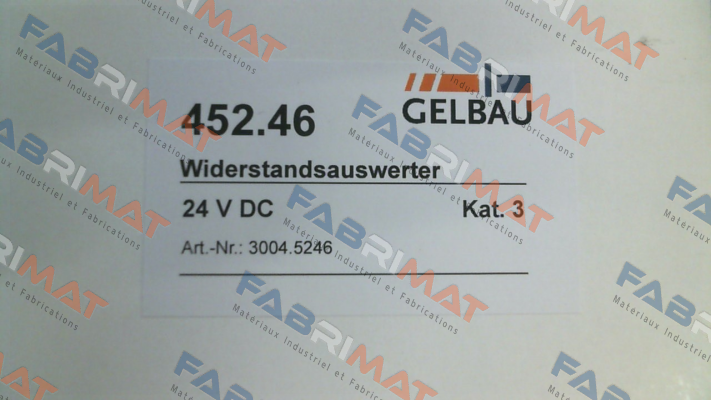 GELBAU
452.46
Widerstandsauswerter
24 V DC Kat. 3
Art.-Nr.: 3004.5246
FABRIMAT
Matériaux Industriel et Fabrications